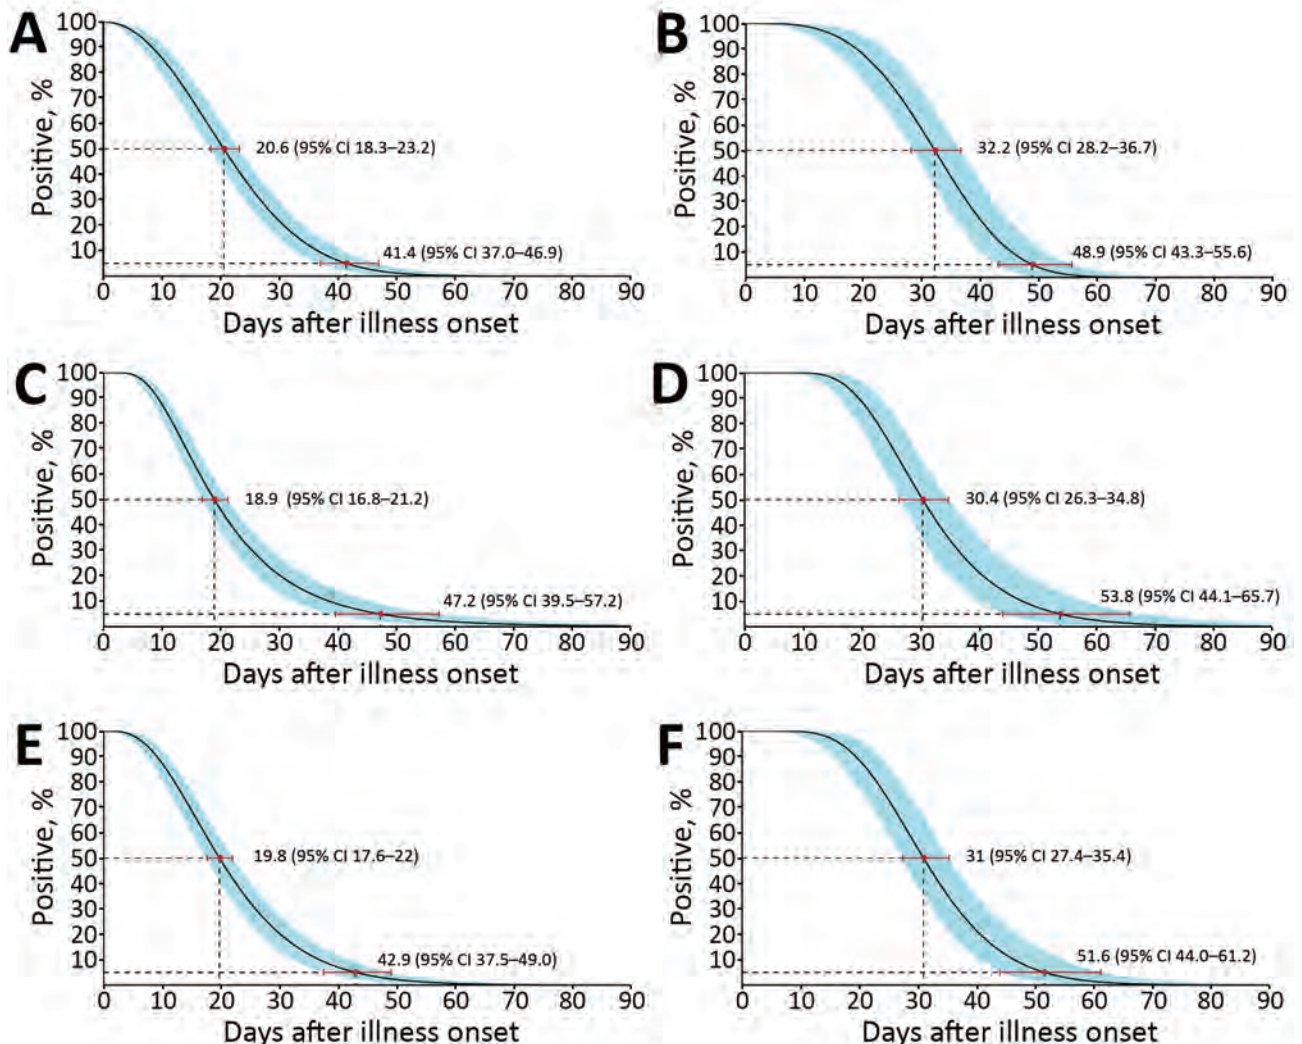 A
Positive, %
100
90
80
70
60
50
40
30
20
10
20.6 (95% CI 18.3–23.2)
41.4 (95% CI 37.0–46.9)
0 10 20 30 40 50 60 70 80 90
Days after illness onset
B
Positive, %
100
90
80
70
60
50
40
30
20
10
32.2 (95% CI 28.2–36.7)
48.9 (95% CI 43.3–55.6)
0 10 20 30 40 50 60 70 80 90
Days after illness onset
C
Positive, %
100
90
80
70
60
50
40
30
20
10
18.9 (95% CI 16.8–21.2)
47.2 (95% CI 39.5–57.2)
0 10 20 30 40 50 60 70 80 90
Days after illness onset
D
Positive, %
100
90
80
70
60
50
40
30
20
10
30.4 (95% CI 26.3–34.8)
53.8 (95% CI 44.1–65.7)
0 10 20 30 40 50 60 70 80 90
Days after illness onset
E
Positive, %
100
90
80
70
60
50
40
30
20
10
19.8 (95% CI 17.6–22)
42.9 (95% CI 37.5–49.0)
0 10 20 30 40 50 60 70 80 90
Days after illness onset
F
Positive, %
100
90
80
70
60
50
40
30
20
10
31 (95% CI 27.4–35.4)
51.6 (95% CI 44.0–61.2)
0 10 20 30 40 50 60 70 80 90
Days after illness onset